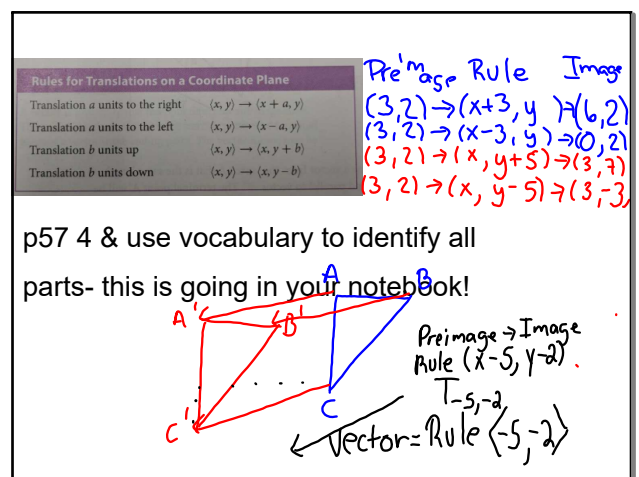 Rules for Translations on a Coordinate Plane
Translation a units to the right ⟨x, y⟩ → ⟨x + a, y⟩
Translation a units to the left ⟨x, y⟩ → ⟨x − a, y⟩
Translation b units up ⟨x, y⟩ → ⟨x, y + b⟩
Translation b units down ⟨x, y⟩ → ⟨x, y − b⟩
Preimage Rule Image
(3,2)→(x+3, y)→(6,2)
(3,2)→(x-3, y)→(0,2)
(3,2)→(x, y+5)→(3,7)
(3,2)→(x, y-5)→(3,-3,
p57 4 & use vocabulary to identify all
parts- this is going in your notebook!
A B
A' B'
C
C'
Preimage→Image
Rule (x-5, y-2)
T-5,-2
Vector=Rule ⟨-5,-2⟩